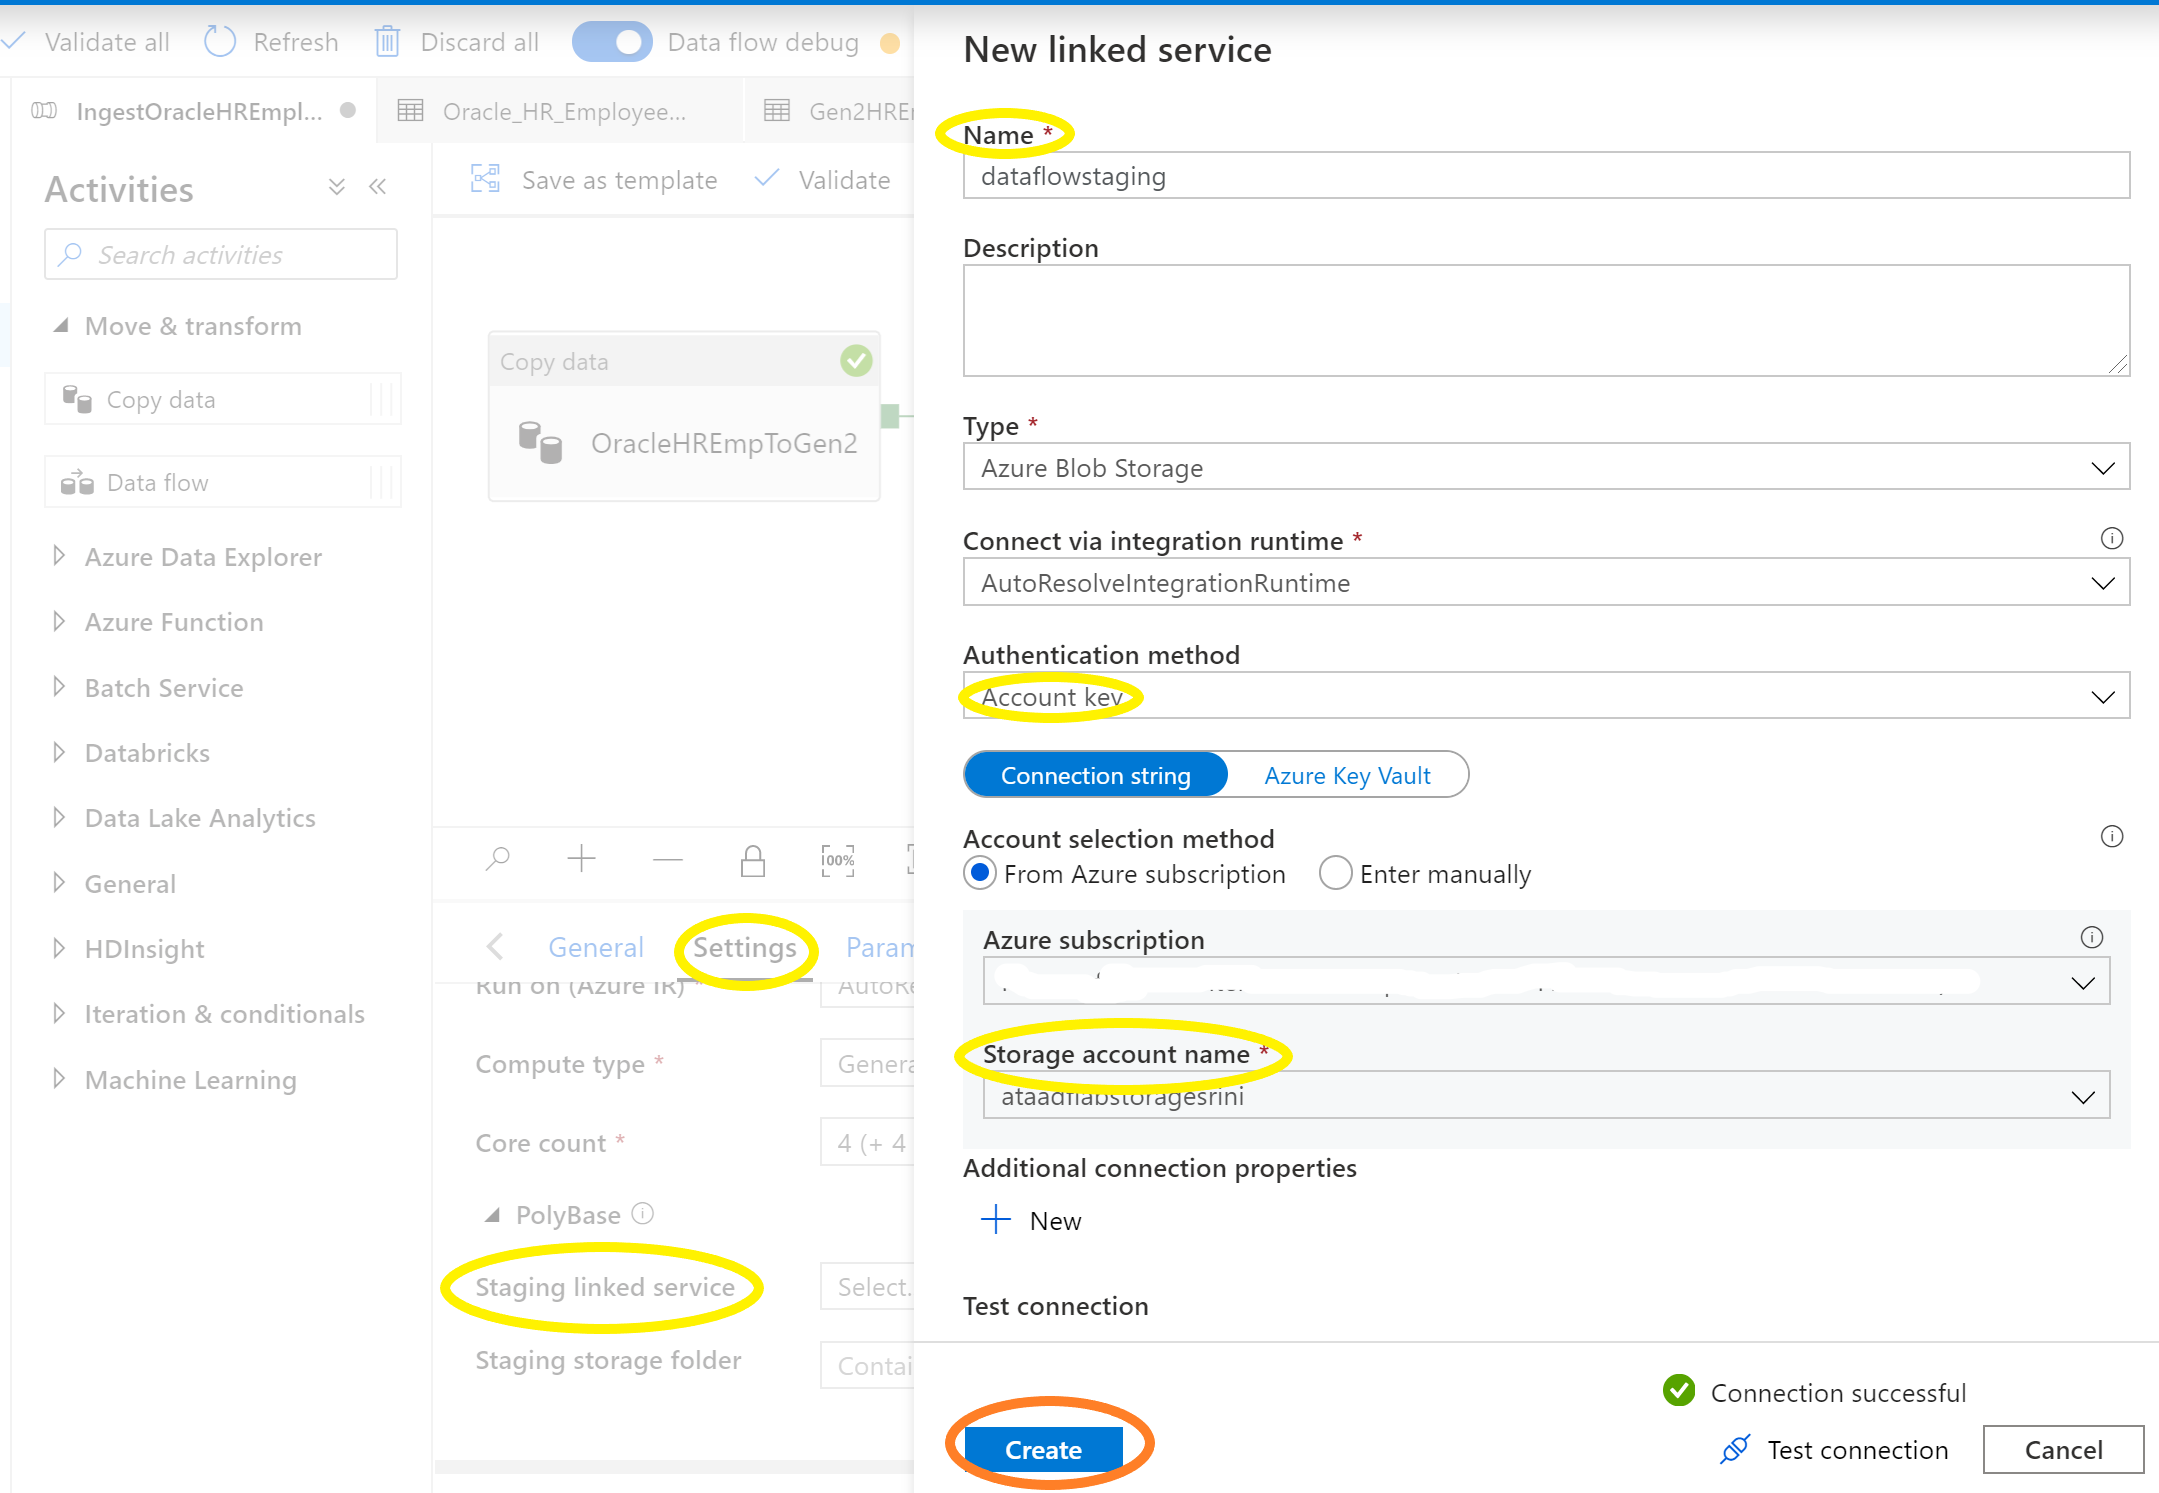 Validate all Refresh Discard all Data flow debug
IngestOracleHREmpl... Oracle_HR_Employee... Gen2HREm
Activities
Search activities
Move & transform
Copy data
Data flow
Azure Data Explorer
Azure Function
Batch Service
Databricks
Data Lake Analytics
General
HDInsight
Iteration & conditionals
Machine Learning
Save as template Validate
Copy data
OracleHREmpToGen2
100%
General Settings Param
Run on (Azure IR) * AutoRe
Compute type * Genera
Core count * 4 (+ 4
PolyBase
Staging linked service Select.
Staging storage folder Contai
New linked service
Name *
dataflowstaging
Description
Type *
Azure Blob Storage
Connect via integration runtime *
AutoResolveIntegrationRuntime
Authentication method
Account key
Connection string Azure Key Vault
Account selection method
From Azure subscription Enter manually
Azure subscription
Storage account name *
ataadflabstoragesrini
Additional connection properties
New
Test connection
Connection successful
Create Test connection Cancel